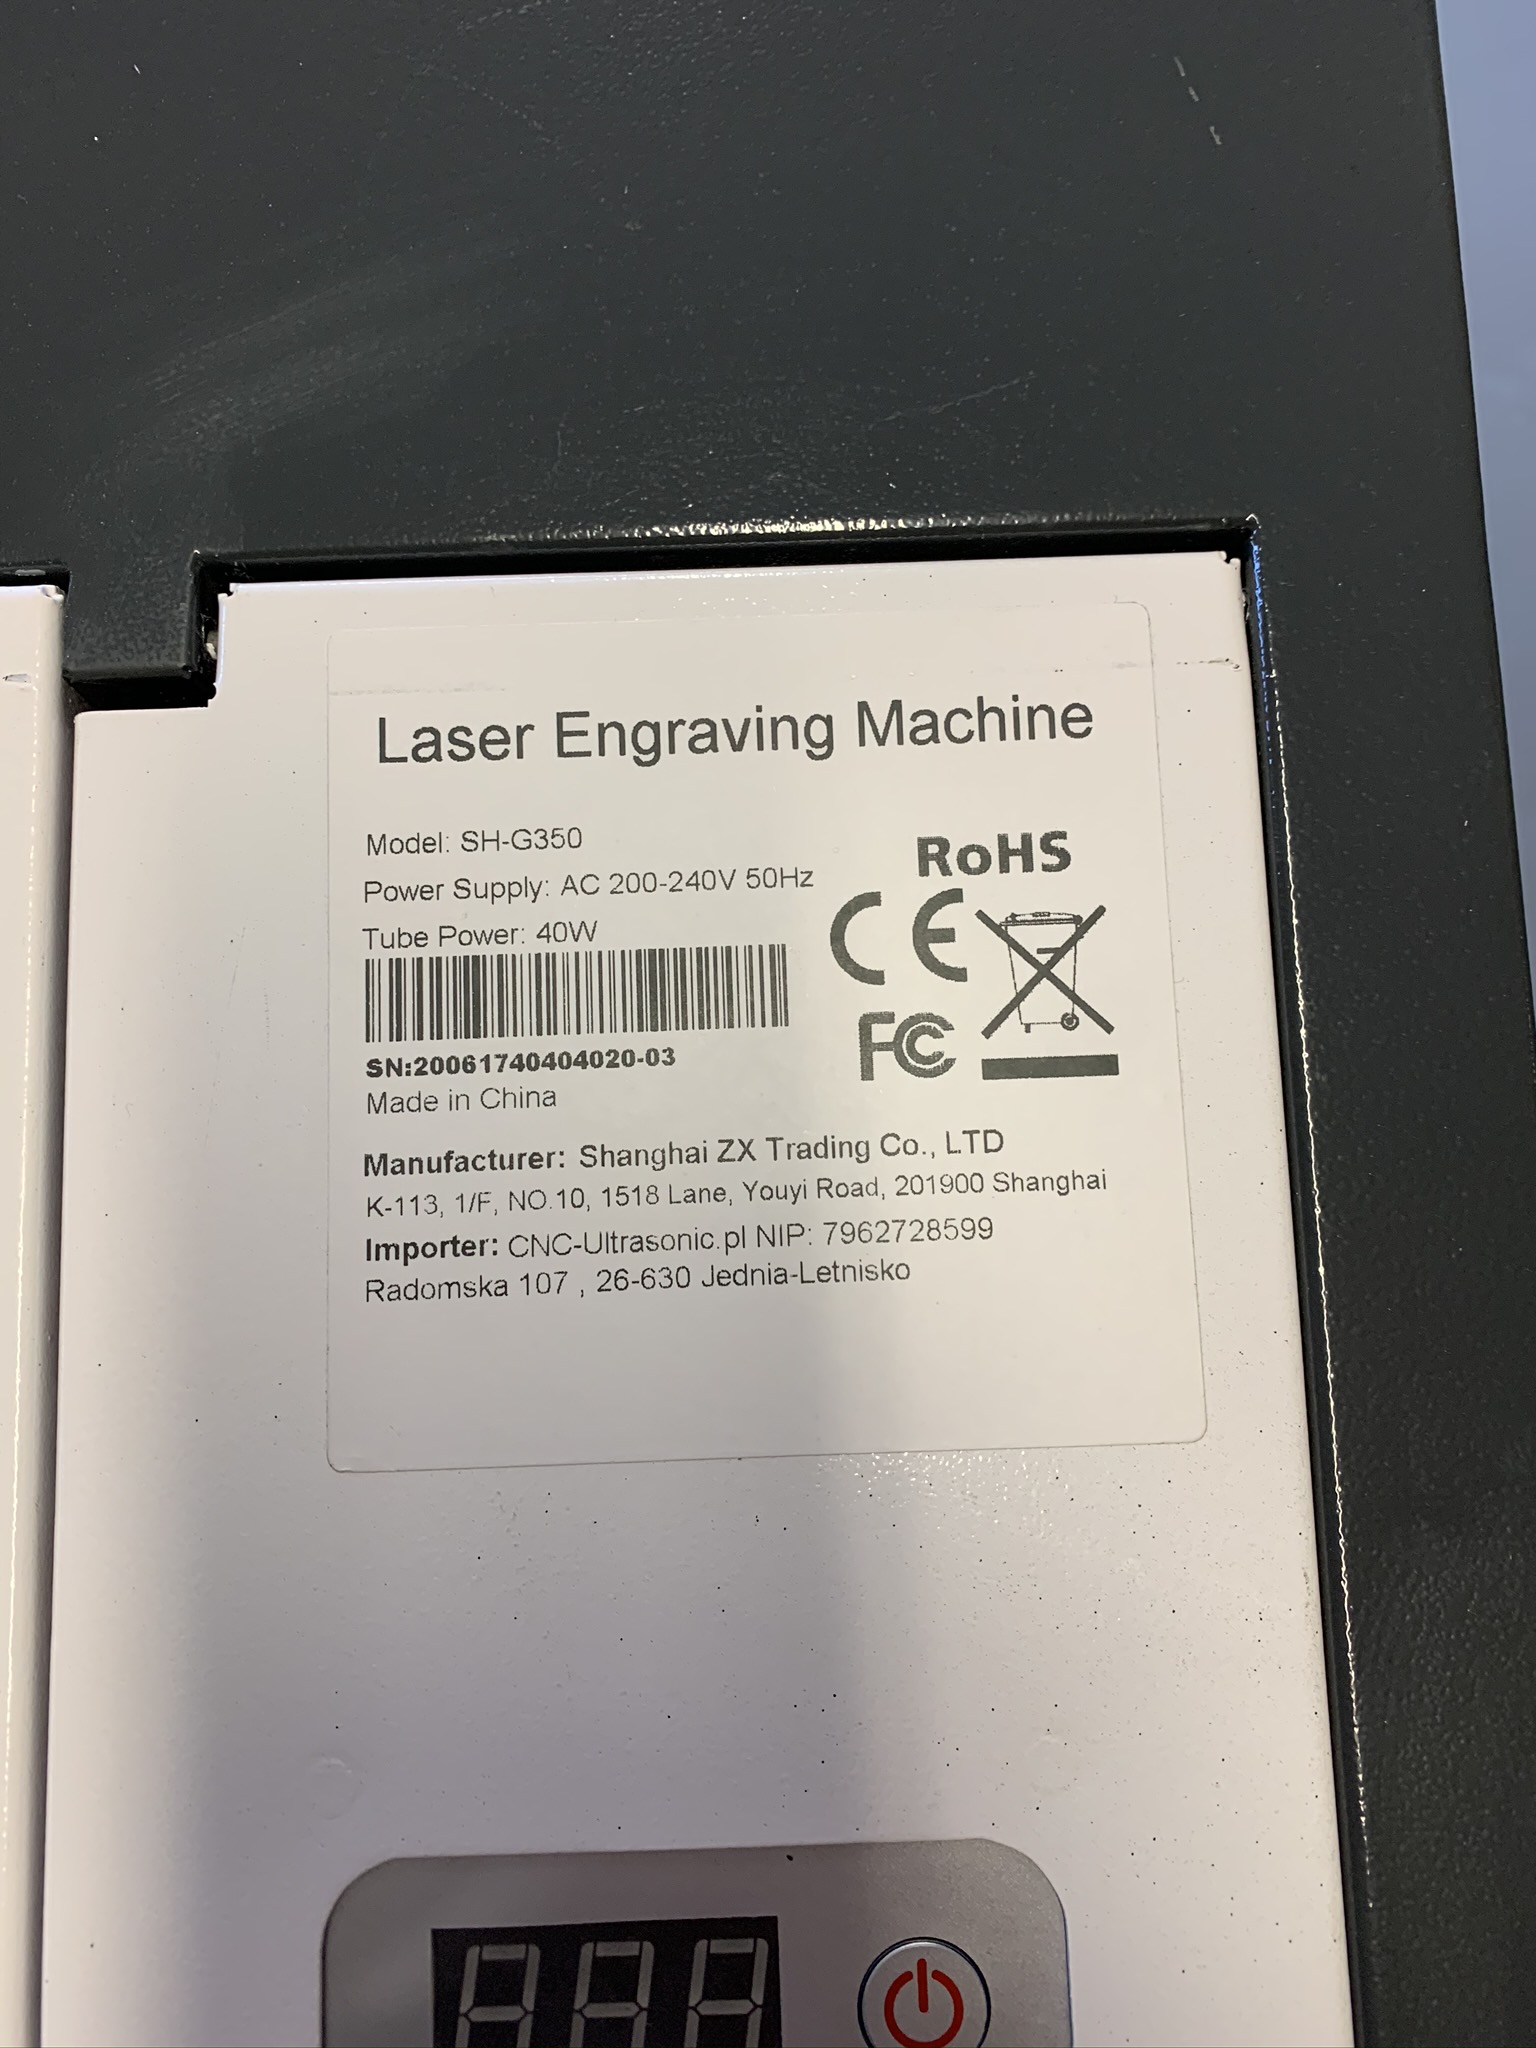 Laser Engraving Machine
Model: SH-G350
Power Supply: AC 200-240V 50Hz
Tube Power: 40W
RoHS
CE
FC
SN:20061740404020-03
Made in China
Manufacturer: Shanghai ZX Trading Co., LTD
K-113, 1/F, NO.10, 1518 Lane, Youyi Road, 201900 Shanghai
Importer: CNC-Ultrasonic.pl NIP: 7962728599
Radomska 107 , 26-630 Jednia-Letnisko